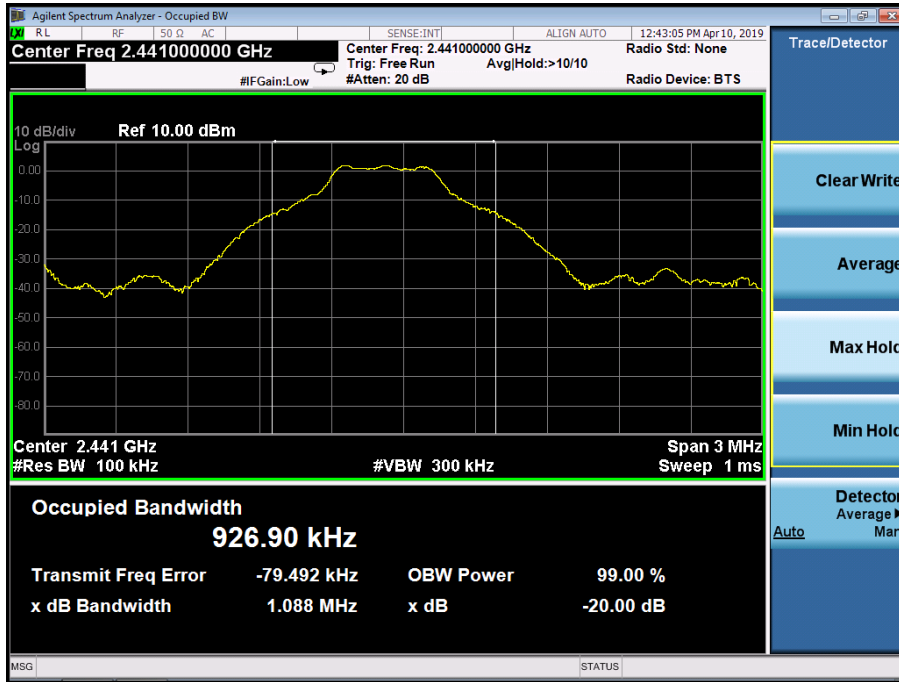 Agilent Spectrum Analyzer - Occupied BW
LXI RL RF 50 Ω AC SENSE:INT ALIGN AUTO 12:43:05 PM Apr 10, 2019
Center Freq 2.441000000 GHz
Center Freq: 2.441000000 GHz Radio Std: None
Trig: Free Run Avg|Hold:>10/10
#IFGain:Low #Atten: 20 dB Radio Device: BTS
10 dB/div Ref 10.00 dBm
Log
0.00
-10.0
-20.0
-30.0
-40.0
-50.0
-60.0
-70.0
-80.0
Center 2.441 GHz Span 3 MHz
#Res BW 100 kHz #VBW 300 kHz Sweep 1 ms
Occupied Bandwidth
926.90 kHz
Transmit Freq Error -79.492 kHz OBW Power 99.00 %
x dB Bandwidth 1.088 MHz x dB -20.00 dB
MSG STATUS
Trace/Detector
Clear Write
Average
Max Hold
Min Hold
Detector
Average
Auto Man